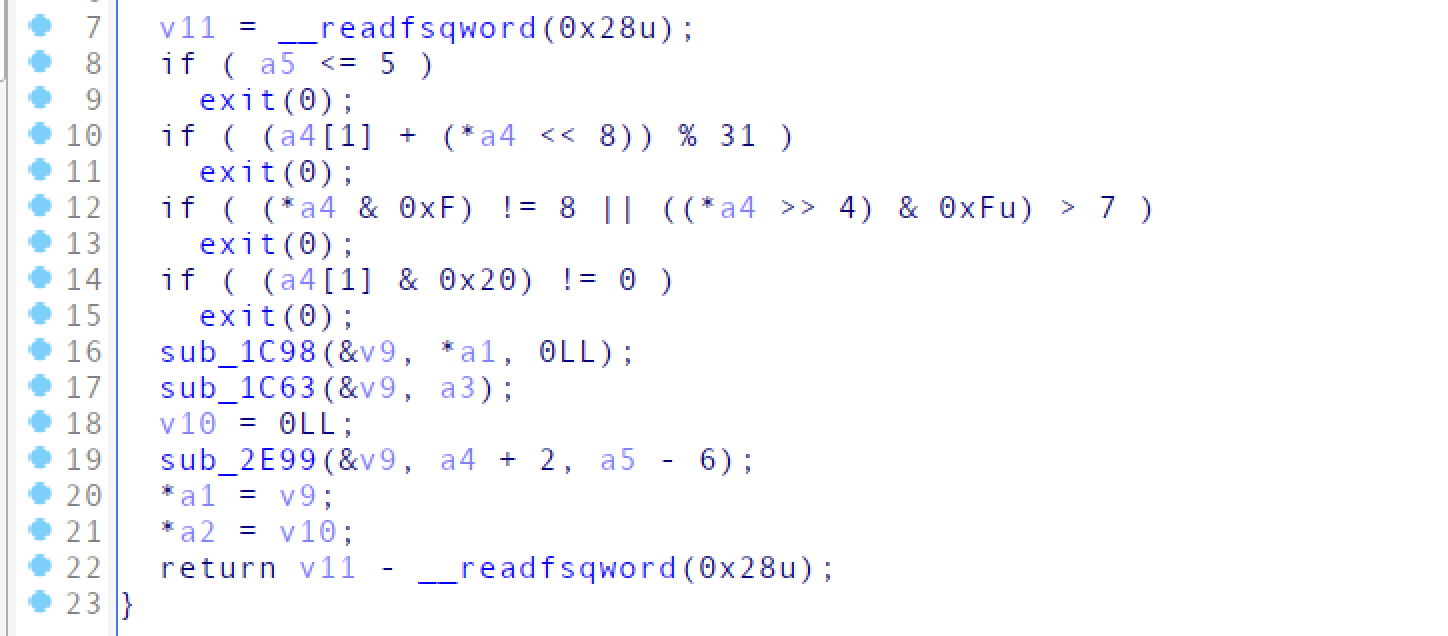 7 v11 = __readfsqword(0x28u);
8 if ( a5 <= 5 )
9 exit(0);
10 if ( (a4[1] + (*a4 << 8)) % 31 )
11 exit(0);
12 if ( (*a4 & 0xF) != 8 || ((*a4 >> 4) & 0xFu) > 7 )
13 exit(0);
14 if ( (a4[1] & 0x20) != 0 )
15 exit(0);
16 sub_1C98(&v9, *a1, 0LL);
17 sub_1C63(&v9, a3);
18 v10 = 0LL;
19 sub_2E99(&v9, a4 + 2, a5 - 6);
20 *a1 = v9;
21 *a2 = v10;
22 return v11 - __readfsqword(0x28u);
23 }